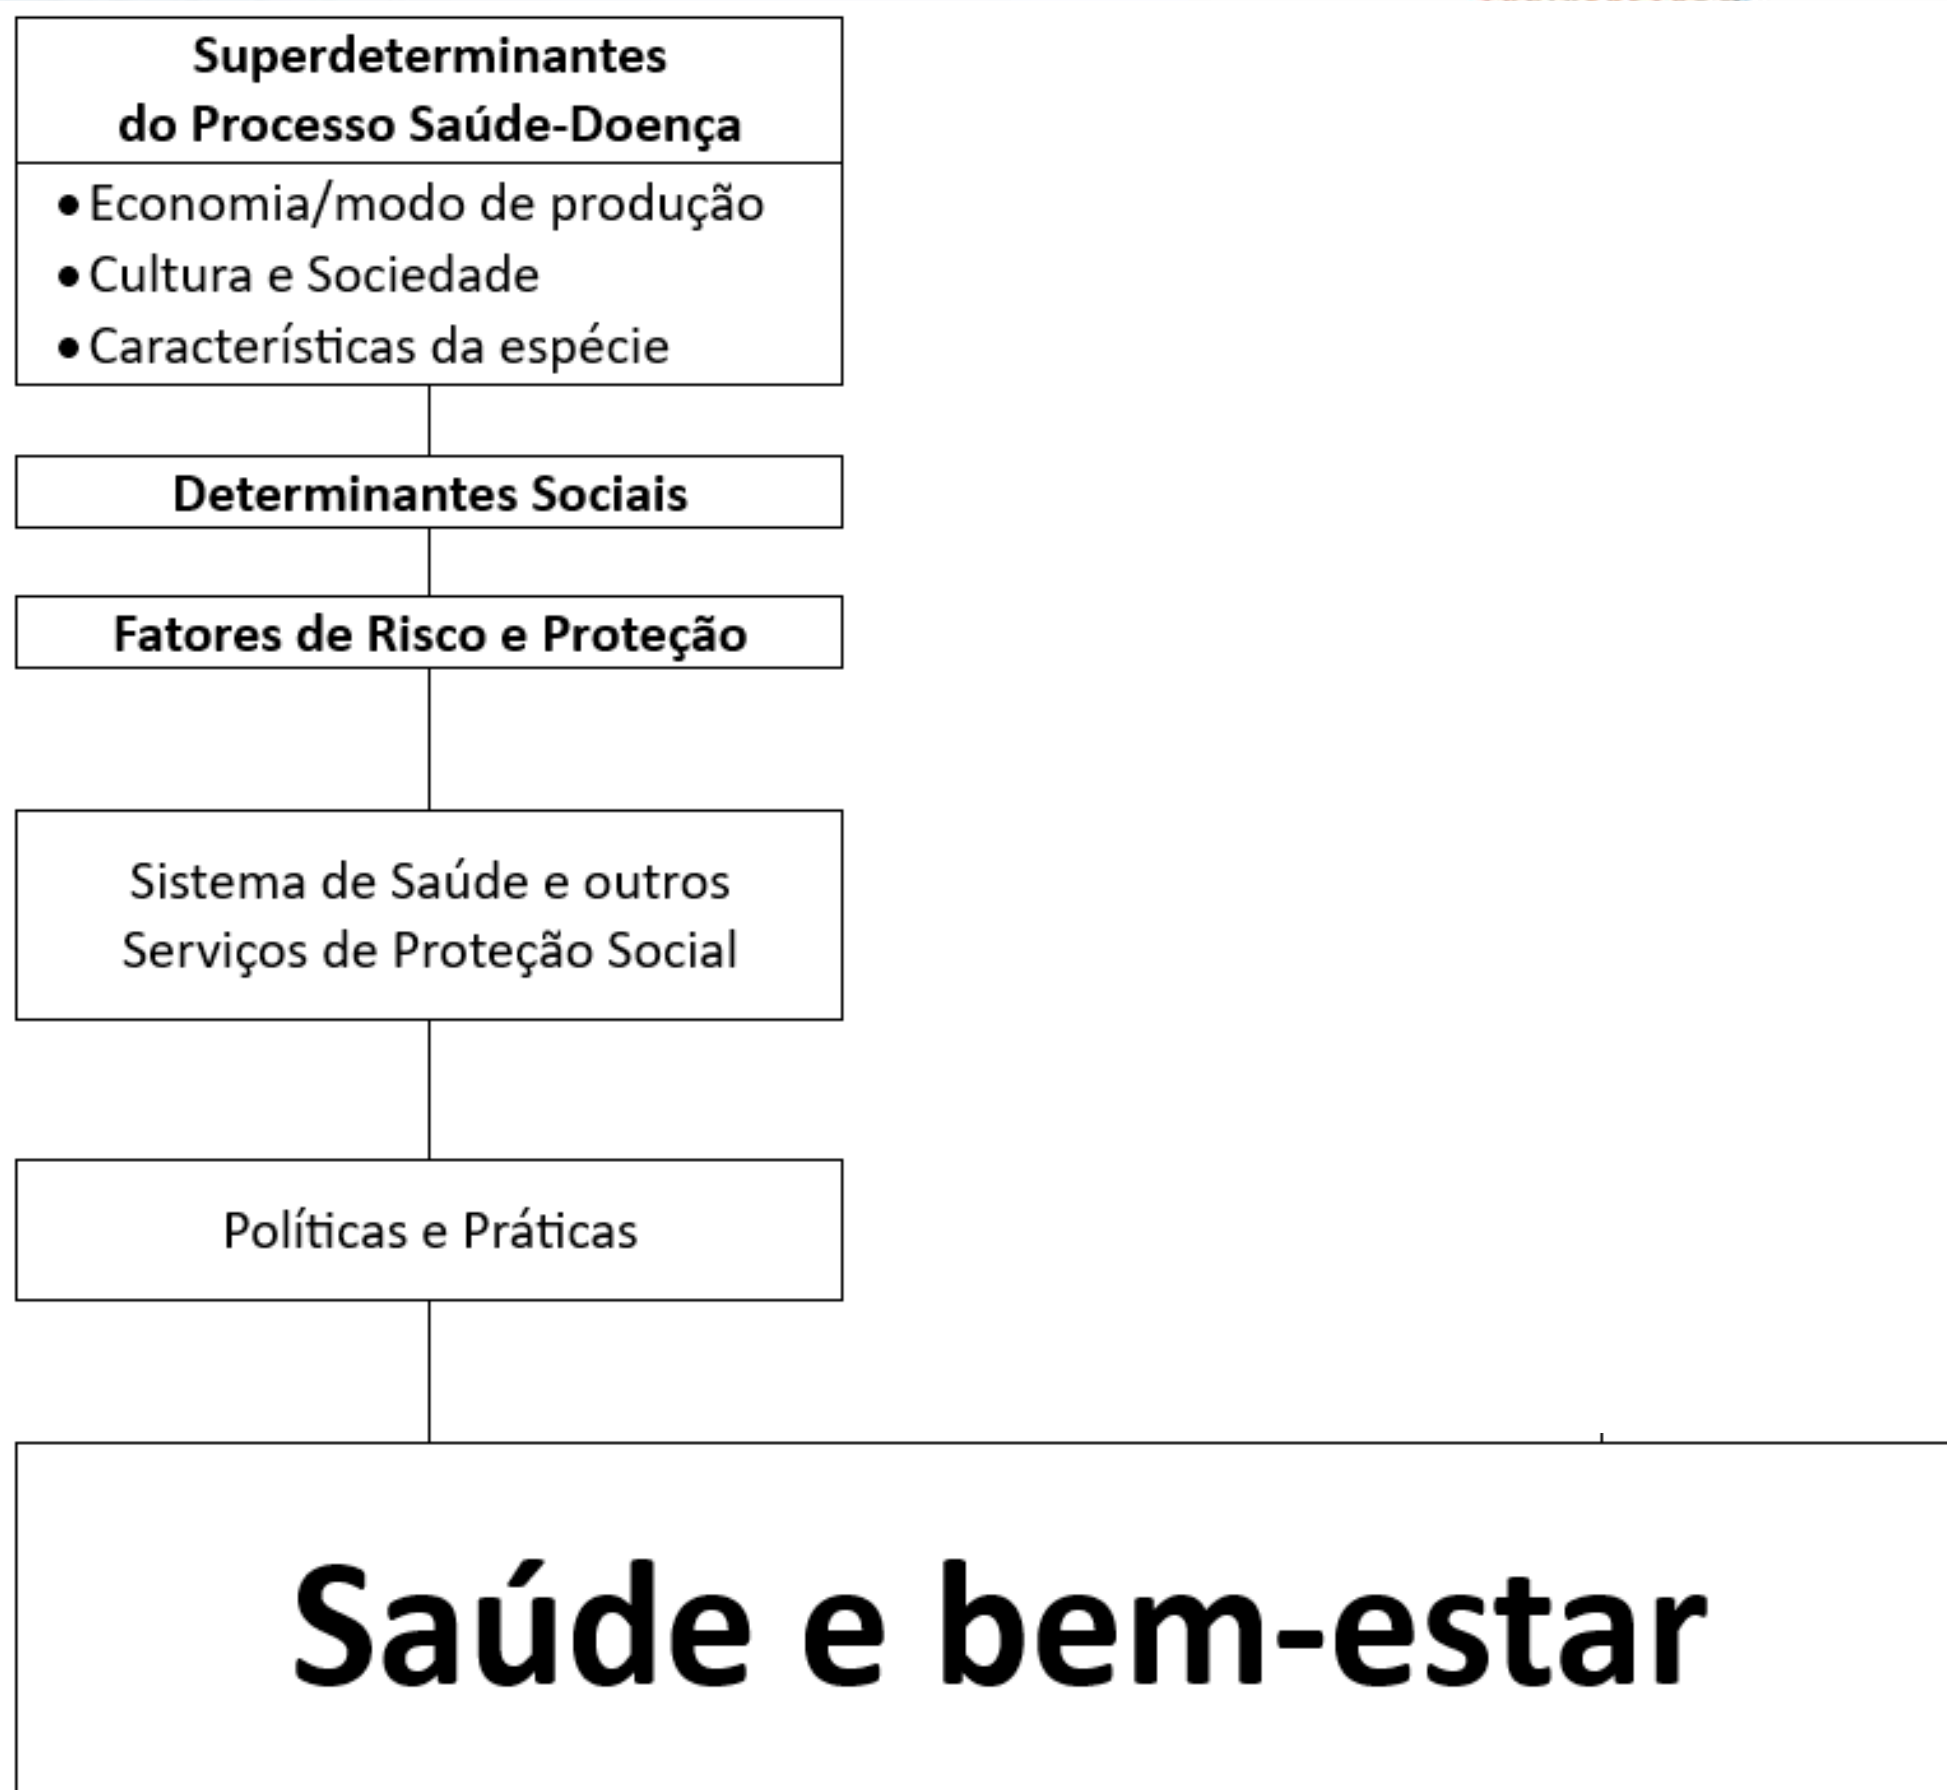 Superdeterminantes
do Processo Saúde-Doença
• Economia/modo de produção
• Cultura e Sociedade
• Características da espécie
Determinantes Sociais
Fatores de Risco e Proteção
Sistema de Saúde e outros
Serviços de Proteção Social
Políticas e Práticas
Saúde e bem-estar